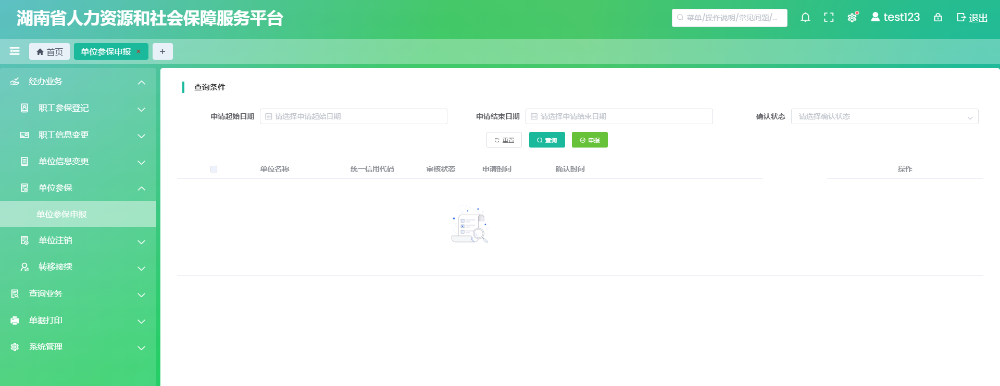 湖南省人力资源和社会保障服务平台
菜单/操作说明/常见问题/...
test123
退出
首页
单位参保申报 ×
+
经办业务
职工参保登记
职工信息变更
单位信息变更
单位参保
单位参保申报
单位注销
转移接续
查询业务
单据打印
系统管理
查询条件
申请起始日期 请选择申请起始日期
申请结束日期 请选择申请结束日期
确认状态 请选择确认状态
重置 查询 申报
单位名称 统一信用代码 审核状态 申请时间 确认时间 操作